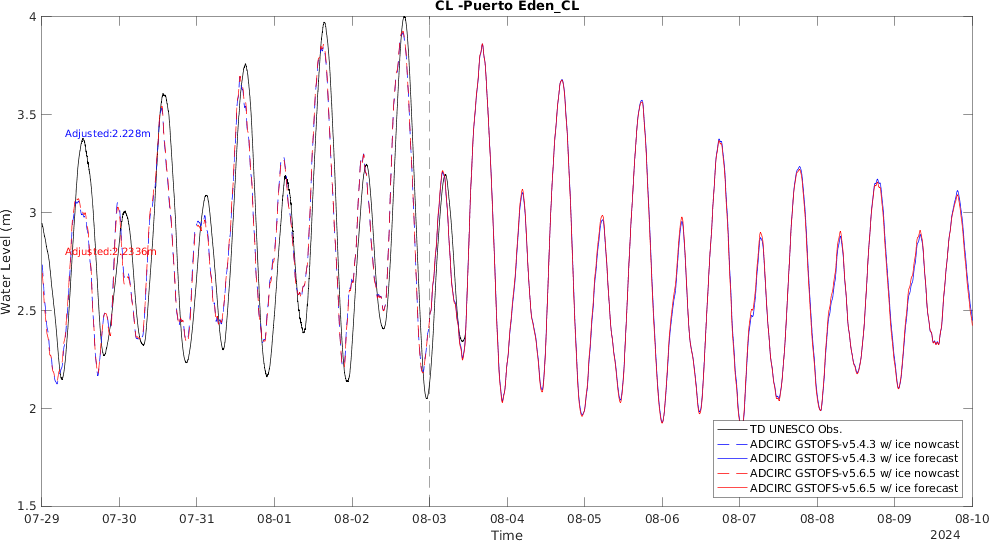 CL -Puerto Eden_CL
4
3.5
3
2.5
2
1.5
Water Level (m)
Adjusted:2.228m
Adjusted:2.2336m
TD UNESCO Obs.
ADCIRC GSTOFS-v5.4.3 w/ ice nowcast
ADCIRC GSTOFS-v5.4.3 w/ ice forecast
ADCIRC GSTOFS-v5.6.5 w/ ice nowcast
ADCIRC GSTOFS-v5.6.5 w/ ice forecast
07-29 07-30 07-31 08-01 08-02 08-03 08-04 08-05 08-06 08-07 08-08 08-09 08-10
Time
2024